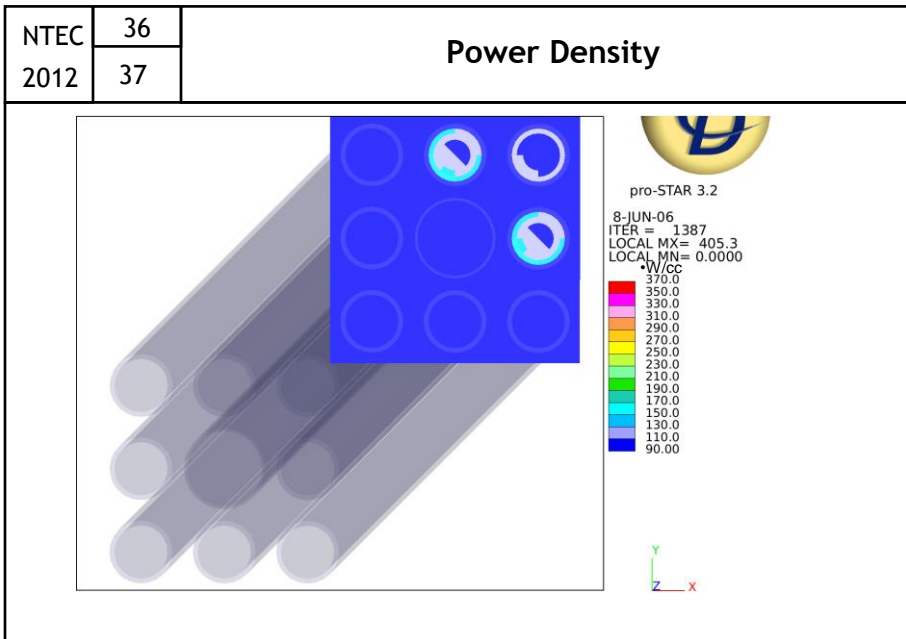 NTEC
2012
36
37
Power Density
pro-STAR 3.2
8-JUN-06
ITER = 1387
LOCAL MX= 405.3
LOCAL MN= 0.0000
•W/cc
370.0
350.0
330.0
310.0
290.0
270.0
250.0
230.0
210.0
190.0
170.0
150.0
130.0
110.0
90.00
Y
Z X